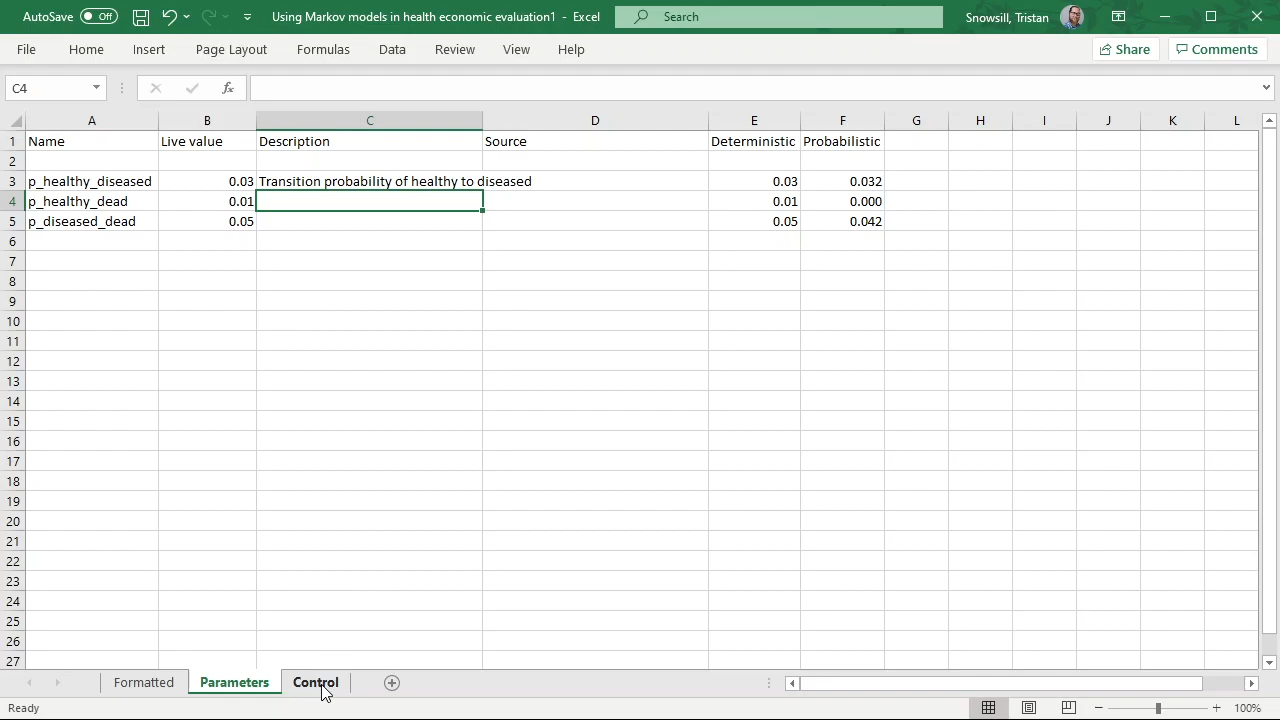 AutoSave Off Using Markov models in health economic evaluation1 - Excel Search Snowsill, Tristan
File Home Insert Page Layout Formulas Data Review View Help Share Comments
C4 fx
A B C D E F G H I J K L
1 Name Live value Description Source Deterministic Probabilistic
2
3 p_healthy_diseased 0.03 Transition probability of healthy to diseased 0.03 0.032
4 p_healthy_dead 0.01 0.01 0.000
5 p_diseased_dead 0.05 0.05 0.042
6
7
8
9
10
11
12
13
14
15
16
17
18
19
20
21
22
23
24
25
26
27
Formatted Parameters Control
Ready 100%